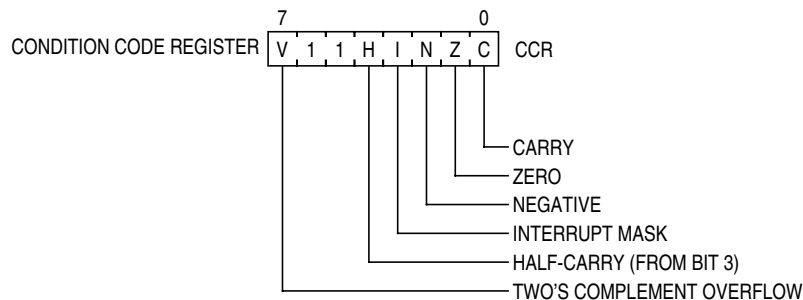 7 0
CONDITION CODE REGISTER V 1 1 H I N Z C CCR
CARRY
ZERO
NEGATIVE
INTERRUPT MASK
HALF-CARRY (FROM BIT 3)
TWO'S COMPLEMENT OVERFLOW